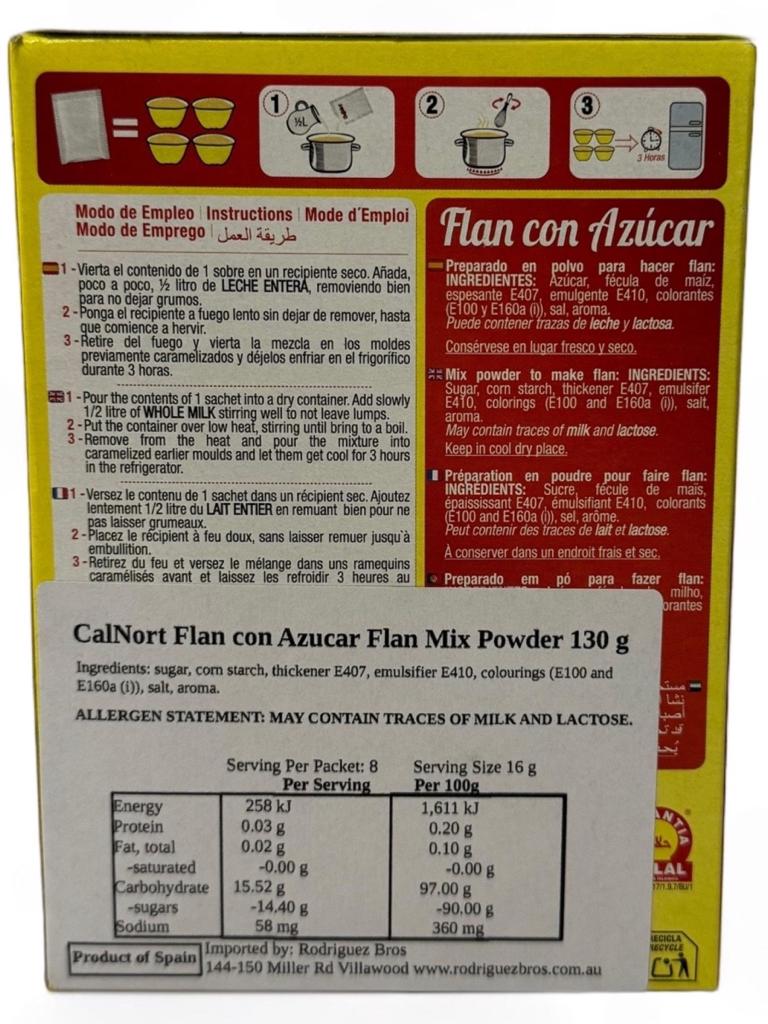 1
½L
2
3
3 Horas
Modo de Empleo | Instructions | Mode d´Emploi
Modo de Emprego | طريقة العمل
1 -Vierta el contenido de 1 sobre en un recipiente seco. Añada,
poco a poco, ½ litro de LECHE ENTERA, removiendo bien
para no dejar grumos.
2 -Ponga el recipiente a fuego lento sin dejar de remover, hasta
que comience a hervir.
3 -Retire del fuego y vierta la mezcla en los moldes
previamente caramelizados y déjelos enfriar en el frigorífico
durante 3 horas.
1 -Pour the contents of 1 sachet into a dry container. Add slowly
1/2 litre of WHOLE MILK stirring well to not leave lumps.
2 -Put the container over low heat, stirring until bring to a boil.
3 -Remove from the heat and pour the mixture into
caramelized earlier moulds and let them get cool for 3 hours
in the refrigerator.
1 -Versez le contenu de 1 sachet dans un récipient sec. Ajoutez
lentement 1/2 litre du LAIT ENTIER en remuant bien pour ne
pas laisser grumeaux.
2 -Placez le récipient à feu doux, sans laisser remuer jusqu'à
embullition.
3 -Retirez du feu et versez le mélange dans uns ramequins
caramélisés avant et laissez les refroidir 3 heures au
Flan con Azúcar
Preparado en polvo para hacer flan:
INGREDIENTES: Azúcar, fécula de maíz,
espesante E407, emulgente E410, colorantes
(E100 y E160a (i)), sal, aroma.
Puede contener trazas de leche y lactosa.
Consérvese en lugar fresco y seco.
Mix powder to make flan: INGREDIENTS:
Sugar, corn starch, thickener E407, emulsifer
E410, colorings (E100 and E160a (i)), salt,
aroma.
May contain traces of milk and lactose.
Keep in cool dry place.
Préparation en poudre pour faire flan:
INGRÉDIENTS: Sucre, fécule de maïs,
épaississant E407, émulsifiant E410, colorants
(E100 and E160a (i)), sel, arôme.
Peut contenir des traces de lait et lactose.
À conserver dans un endroit frais et sec.
Preparado em pó para fazer flan:
milho,
orantes
CalNort Flan con Azucar Flan Mix Powder 130 g
Ingredients: sugar, corn starch, thickener E407, emulsifier E410, colourings (E100 and
E160a (i)), salt, aroma.
ALLERGEN STATEMENT: MAY CONTAIN TRACES OF MILK AND LACTOSE.
Serving Per Packet: 8 Serving Size 16 g
Per Serving Per 100g
Energy 258 kJ 1,611 kJ
Protein 0.03 g 0.20 g
Fat, total 0.02 g 0.10 g
-saturated -0.00 g -0.00 g
Carbohydrate 15.52 g 97.00 g
-sugars -14.40 g -90.00 g
Sodium 58 mg 360 mg
Product of Spain
Imported by: Rodriguez Bros
144-150 Miller Rd Villawood www.rodriguezbros.com.au
ANTIA
LAL
RECICLA
RECYCLE